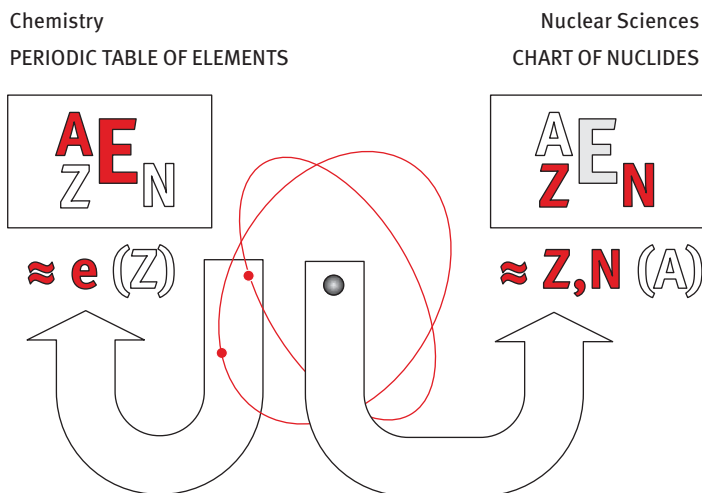 Chemistry
PERIODIC TABLE OF ELEMENTS
A E
Z N
≈ e (Z)
Nuclear Sciences
CHART OF NUCLIDES
A E
Z N
≈ Z,N (A)